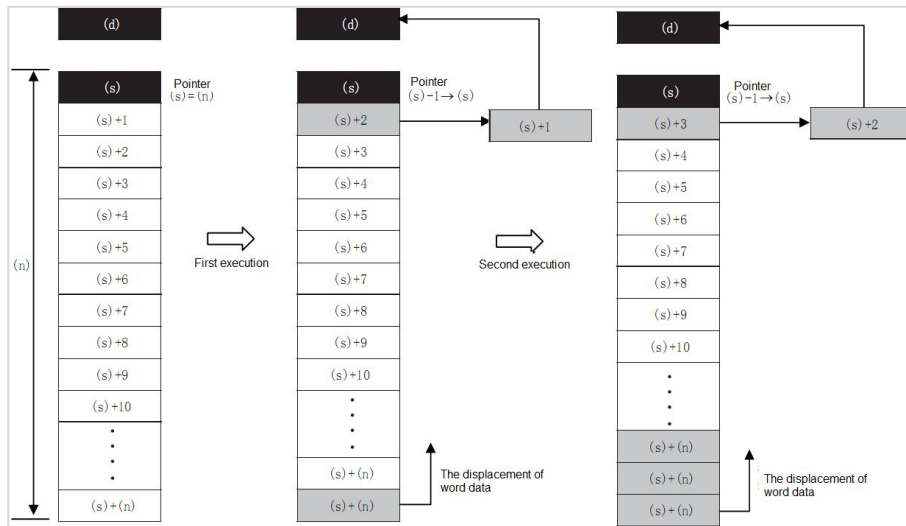 (d)
(s)
Pointer
(s)=(n)
(s)+1
(s)+2
(s)+3
(s)+4
(s)+5
(s)+6
(s)+7
(s)+8
(s)+9
(s)+10
(s)+(n)
(n)
First execution
(d)
(s)
Pointer
(s)-1→(s)
(s)+2
(s)+1
(s)+3
(s)+4
(s)+5
(s)+6
(s)+7
(s)+8
(s)+9
(s)+10
(s)+(n)
(s)+(n)
The displacement of
word data
Second execution
(d)
(s)
Pointer
(s)-1→(s)
(s)+3
(s)+2
(s)+4
(s)+5
(s)+6
(s)+7
(s)+8
(s)+9
(s)+10
(s)+(n)
(s)+(n)
(s)+(n)
The displacement of
word data